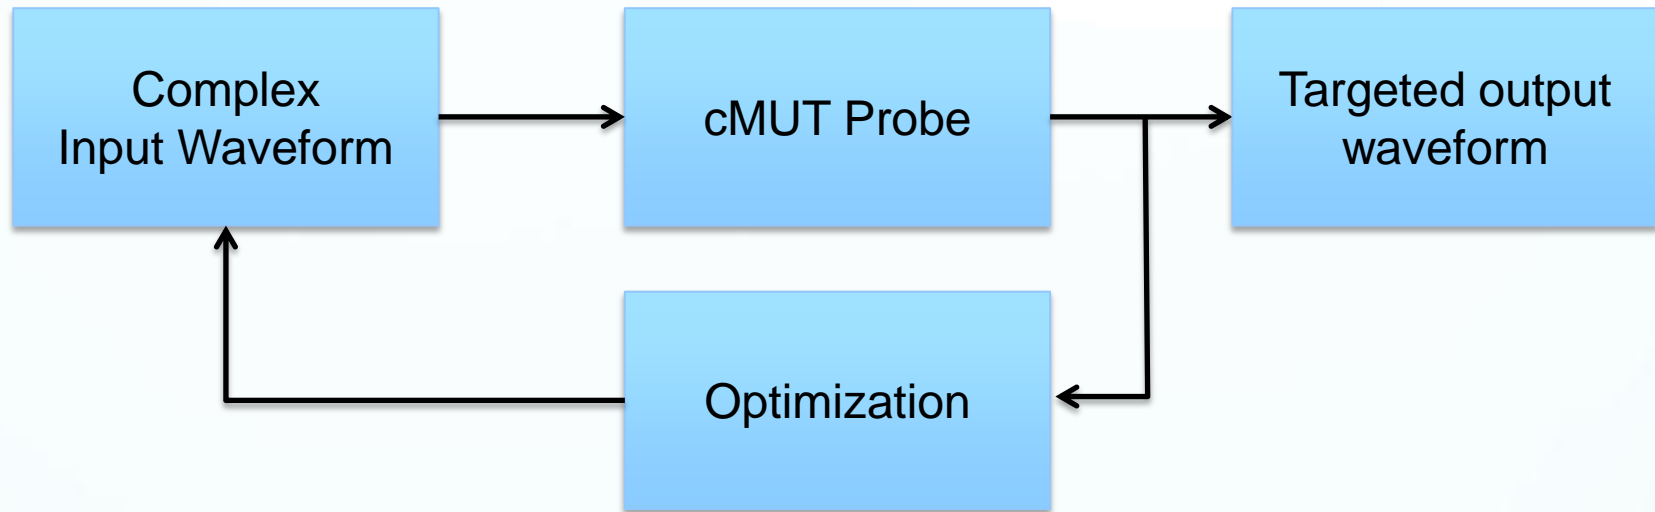 Complex
Input Waveform
cMUT Probe
Targeted output
waveform
Optimization